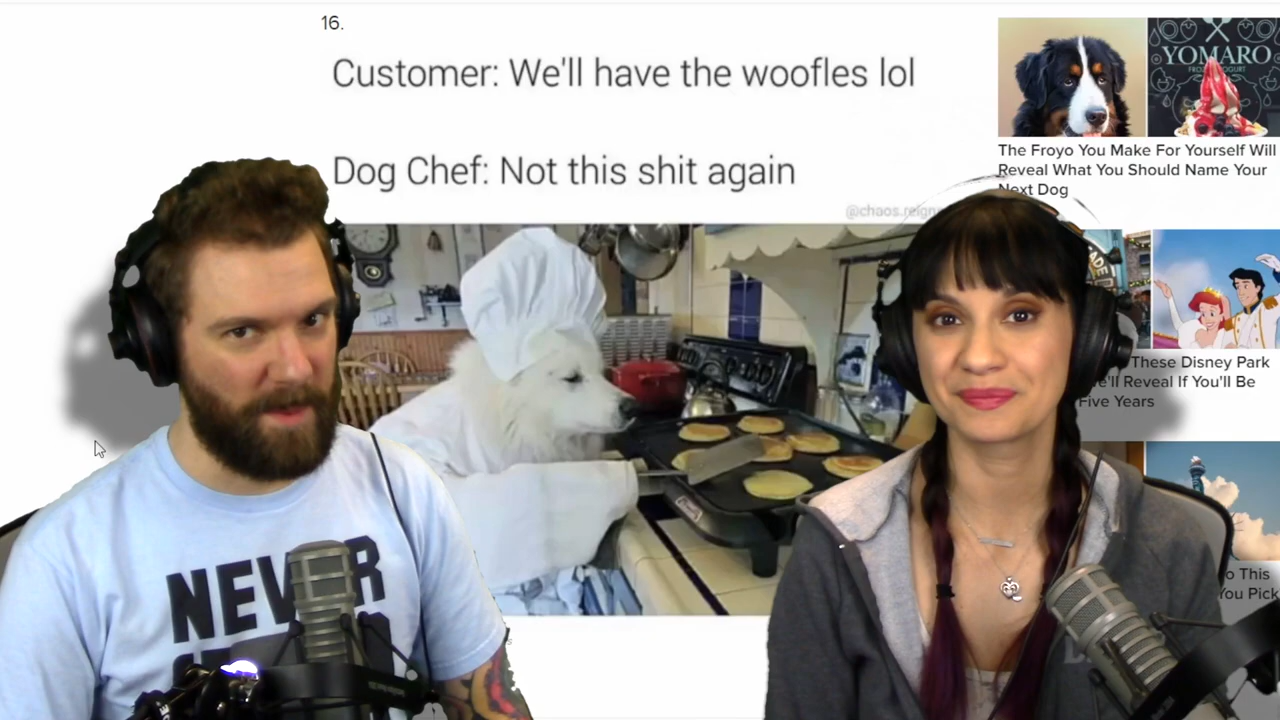 16.
Customer: We'll have the woofles lol
Dog Chef: Not this shit again
@chaos.reign
YOMARO
The Froyo You Make For Yourself Will
Reveal What You Should Name Your
Next Dog
These Disney Park
Reveal If You'll Be
Five Years
This
You Pick
NEVER